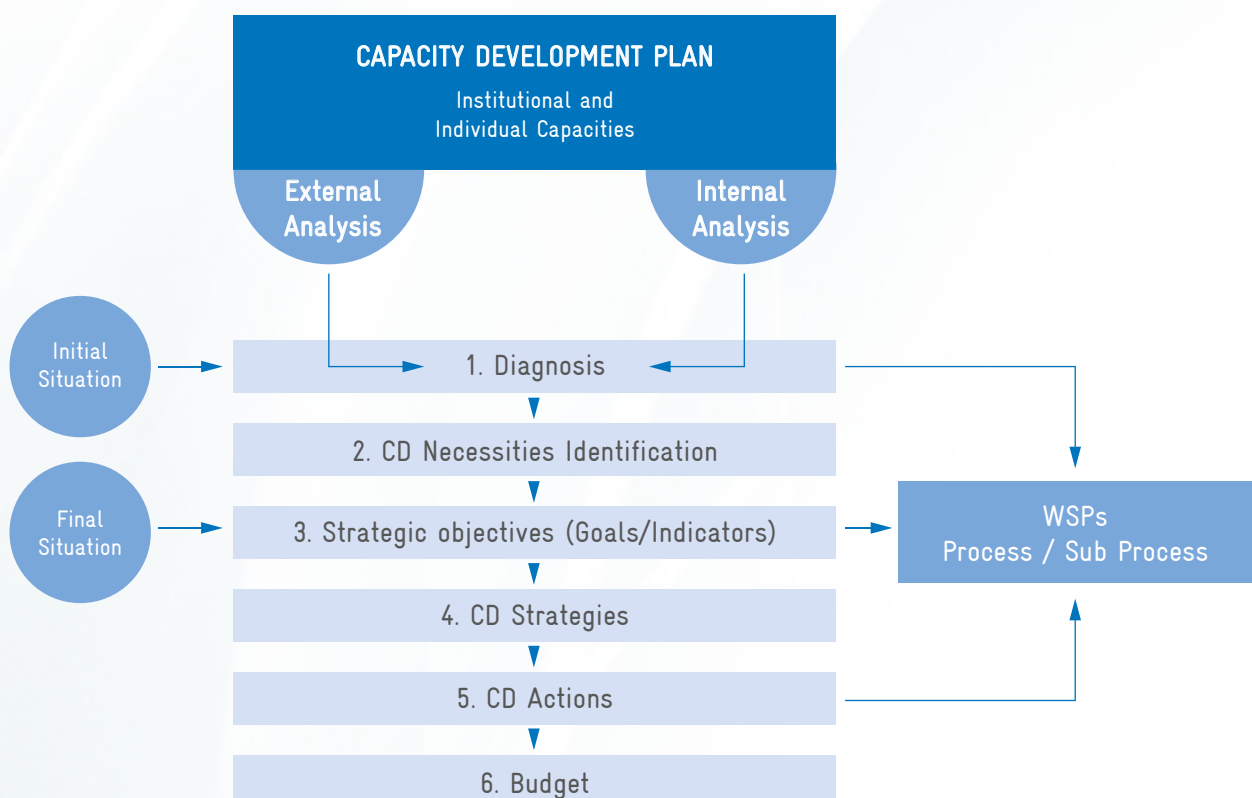 CAPACITY DEVELOPMENT PLAN
Institutional and
Individual Capacities
External
Analysis
Internal
Analysis
Initial
Situation
1. Diagnosis
2. CD Necessities Identification
Final
Situation
3. Strategic objectives (Goals/Indicators)
WSPs
Process / Sub Process
4. CD Strategies
5. CD Actions
6. Budget